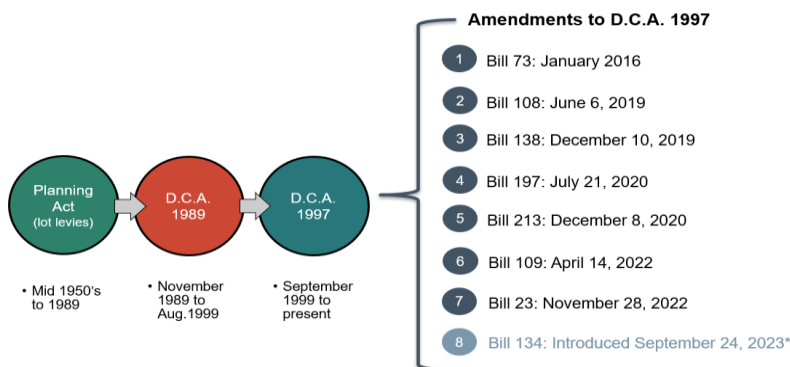 Planning
Act
(lot levies)
• Mid 1950's
to 1989
D.C.A.
1989
• November
1989 to
Aug.1999
D.C.A.
1997
• September
1999 to
present
Amendments to D.C.A. 1997
1 Bill 73: January 2016
2 Bill 108: June 6, 2019
3 Bill 138: December 10, 2019
4 Bill 197: July 21, 2020
5 Bill 213: December 8, 2020
6 Bill 109: April 14, 2022
7 Bill 23: November 28, 2022
8 Bill 134: Introduced September 24, 2023*